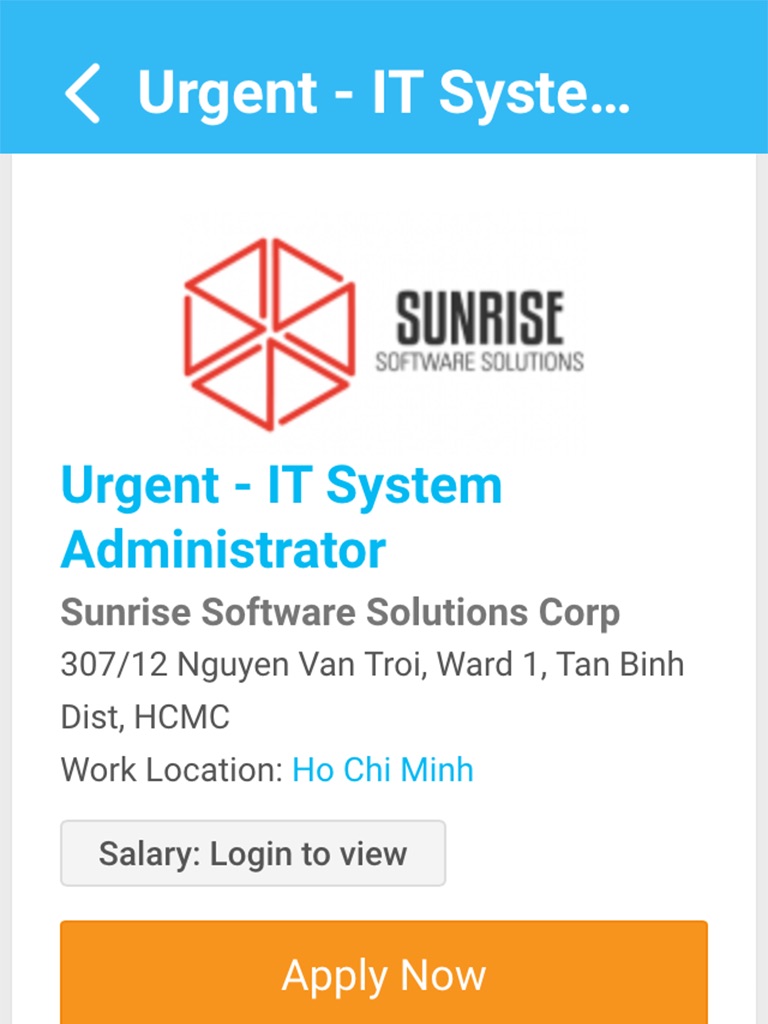 Urgent - IT Syste...
SUNRISE
SOFTWARE SOLUTIONS
Urgent - IT System
Administrator
Sunrise Software Solutions Corp
307/12 Nguyen Van Troi, Ward 1, Tan Binh
Dist, HCMC
Work Location: Ho Chi Minh
Salary: Login to view
Apply Now